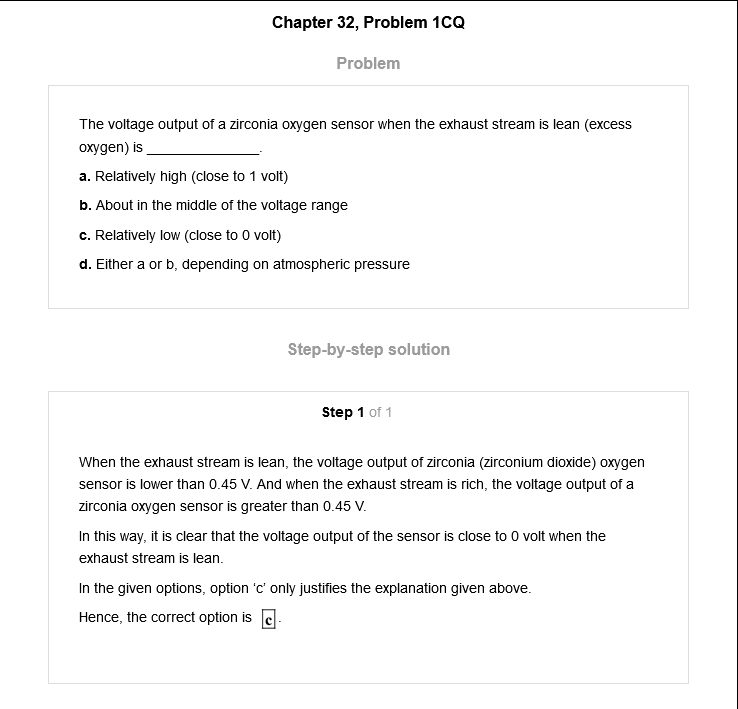 Chapter 32, Problem 1CQ
Problem
The voltage output of a zirconia oxygen sensor when the exhaust stream is lean (excess
oxygen) is _______________.
a. Relatively high (close to 1 volt)
b. About in the middle of the voltage range
c. Relatively low (close to 0 volt)
d. Either a or b, depending on atmospheric pressure
Step-by-step solution
Step 1 of 1
When the exhaust stream is lean, the voltage output of zirconia (zirconium dioxide) oxygen
sensor is lower than 0.45 V. And when the exhaust stream is rich, the voltage output of a
zirconia oxygen sensor is greater than 0.45 V.
In this way, it is clear that the voltage output of the sensor is close to 0 volt when the
exhaust stream is lean.
In the given options, option ‘c’ only justifies the explanation given above.
Hence, the correct option is c.